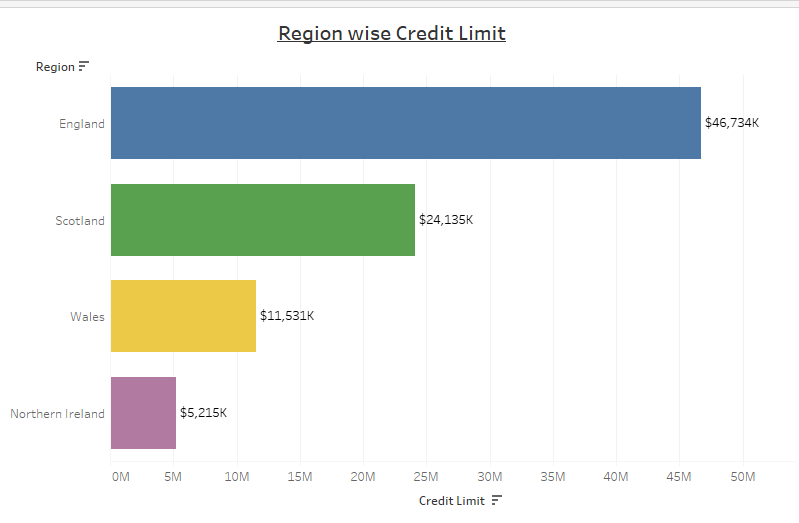 Region wise Credit Limit
Region
England
$46,734K
Scotland
$24,135K
Wales
$11,531K
Northern Ireland
$5,215K
0M 5M 10M 15M 20M 25M 30M 35M 40M 45M 50M
Credit Limit